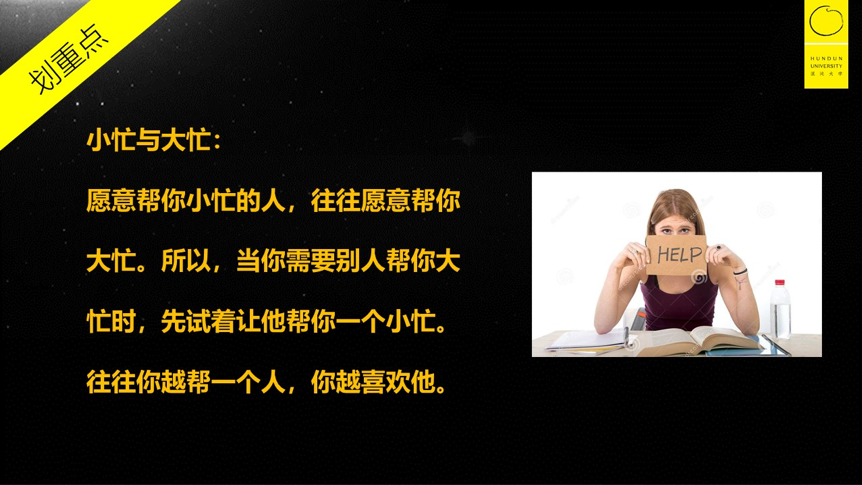 划重点
HUNDUN
UNIVERSITY
混沌大学
小忙与大忙：
愿意帮你小忙的人，往往愿意帮你
大忙。所以，当你需要别人帮你大
忙时，先试着让他帮你一个小忙。
往往你越帮一个人，你越喜欢他。
HELP